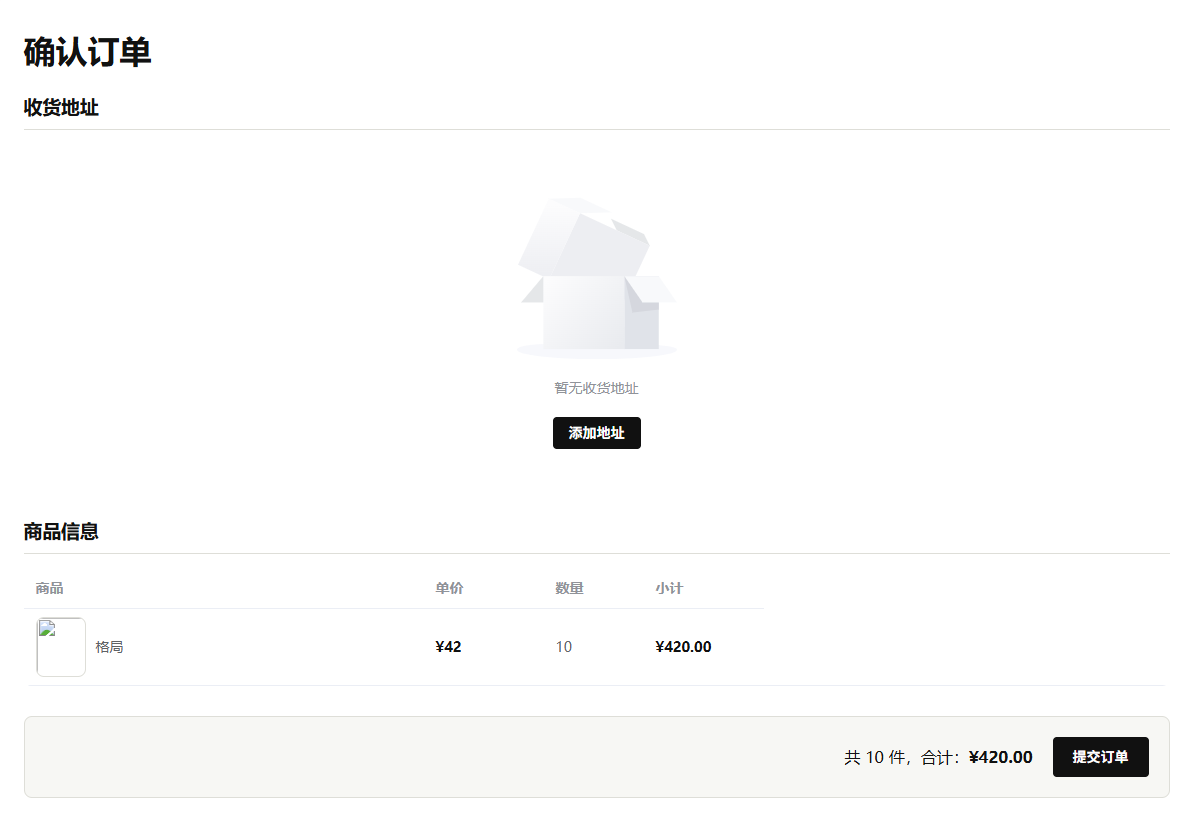 确认订单
收货地址
暂无收货地址
添加地址
商品信息
商品 单价 数量 小计
格局 ¥42 10 ¥420.00
共 10 件，合计：¥420.00 提交订单